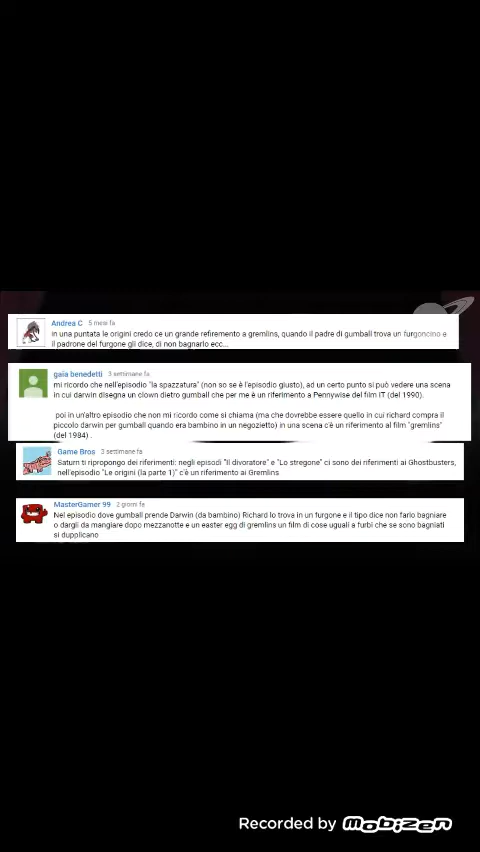 Andrea C 5 mesi fa
in una puntata le origini credo ce un grande refiremento a gremlins, quando il padre di gumball trova un furgoncino e
il padrone del furgone gli dice, di non bagnarlo ecc...
gaia benedetti 3 settimane fa
mi ricordo che nell'episodio "la spazzatura" (non so se è l'episodio giusto), ad un certo punto si può vedere una scena
in cui darwin disegna un clown dietro gumball che per me è un riferimento a Pennywise del film IT (del 1990).
poi in un'altro episodio che non mi ricordo come si chiama (ma che dovrebbe essere quello in cui richard compra il
piccolo darwin per gumball quando era bambino in un negozietto) in una scena c'è un riferimento al film "gremlins"
(del 1984) .
Game Bros 3 settimane fa
Saturn ti ripropongo dei riferimenti: negli episodi "Il divoratore" e "Lo stregone" ci sono dei riferimenti ai Ghostbusters,
nell'episodio "Le origini (la parte 1)" c'è un riferimento ai Gremlins
MasterGamer 99 2 giorni fa
Nel episodio dove gumball prende Darwin (da bambino) Richard lo trova in un furgone e il tipo dice non farlo bagniare
o dargli da mangiare dopo mezzanotte e un easter egg di gremlins un film di cose uguali a furbi che se sono bagniati
si dupplicano
Recorded by Mobizen